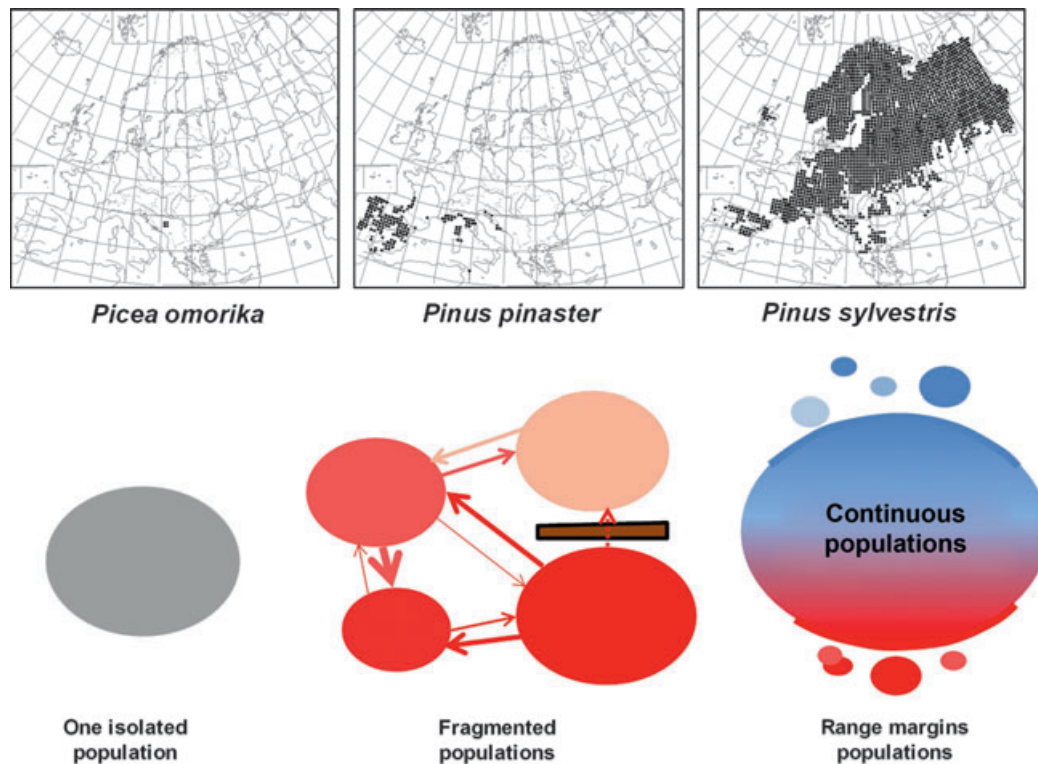 Picea omorika
Pinus pinaster
Pinus sylvestris
Continuous
populations
One isolated
population
Fragmented
populations
Range margins
populations